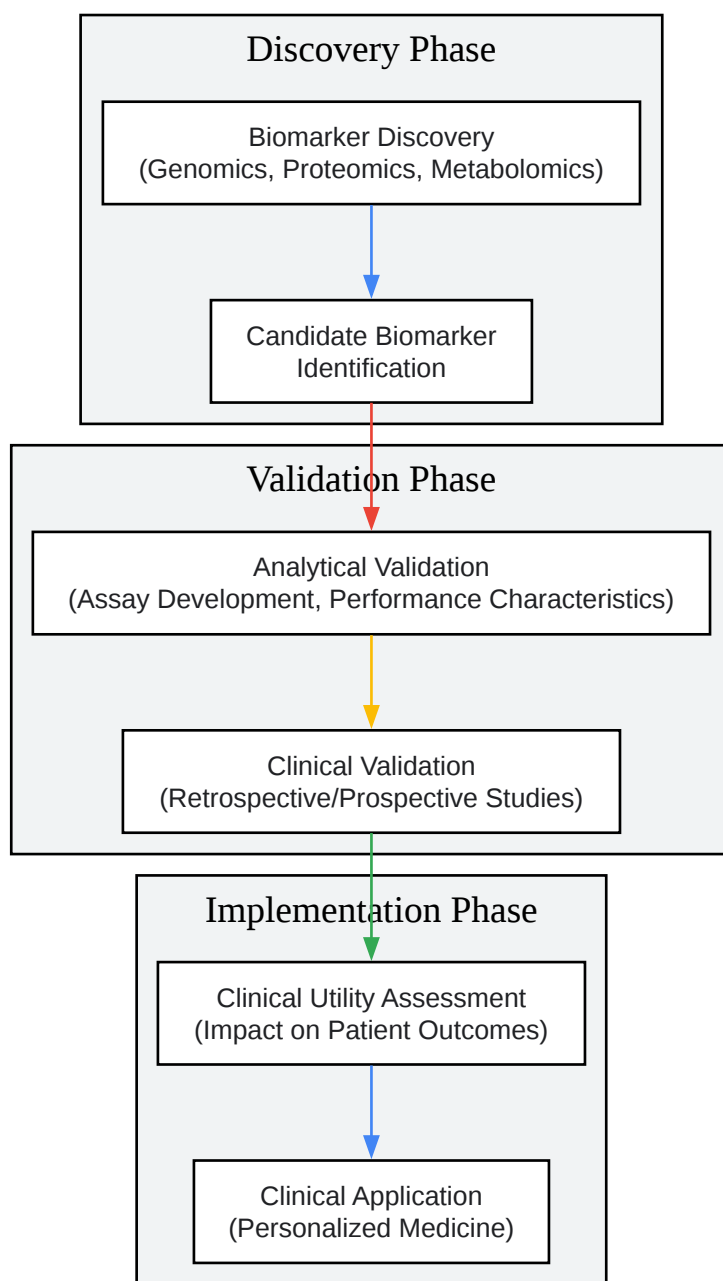 Discovery Phase
Biomarker Discovery
(Genomics, Proteomics, Metabolomics)
Candidate Biomarker
Identification
Validation Phase
Analytical Validation
(Assay Development, Performance Characteristics)
Clinical Validation
(Retrospective/Prospective Studies)
Implementation Phase
Clinical Utility Assessment
(Impact on Patient Outcomes)
Clinical Application
(Personalized Medicine)